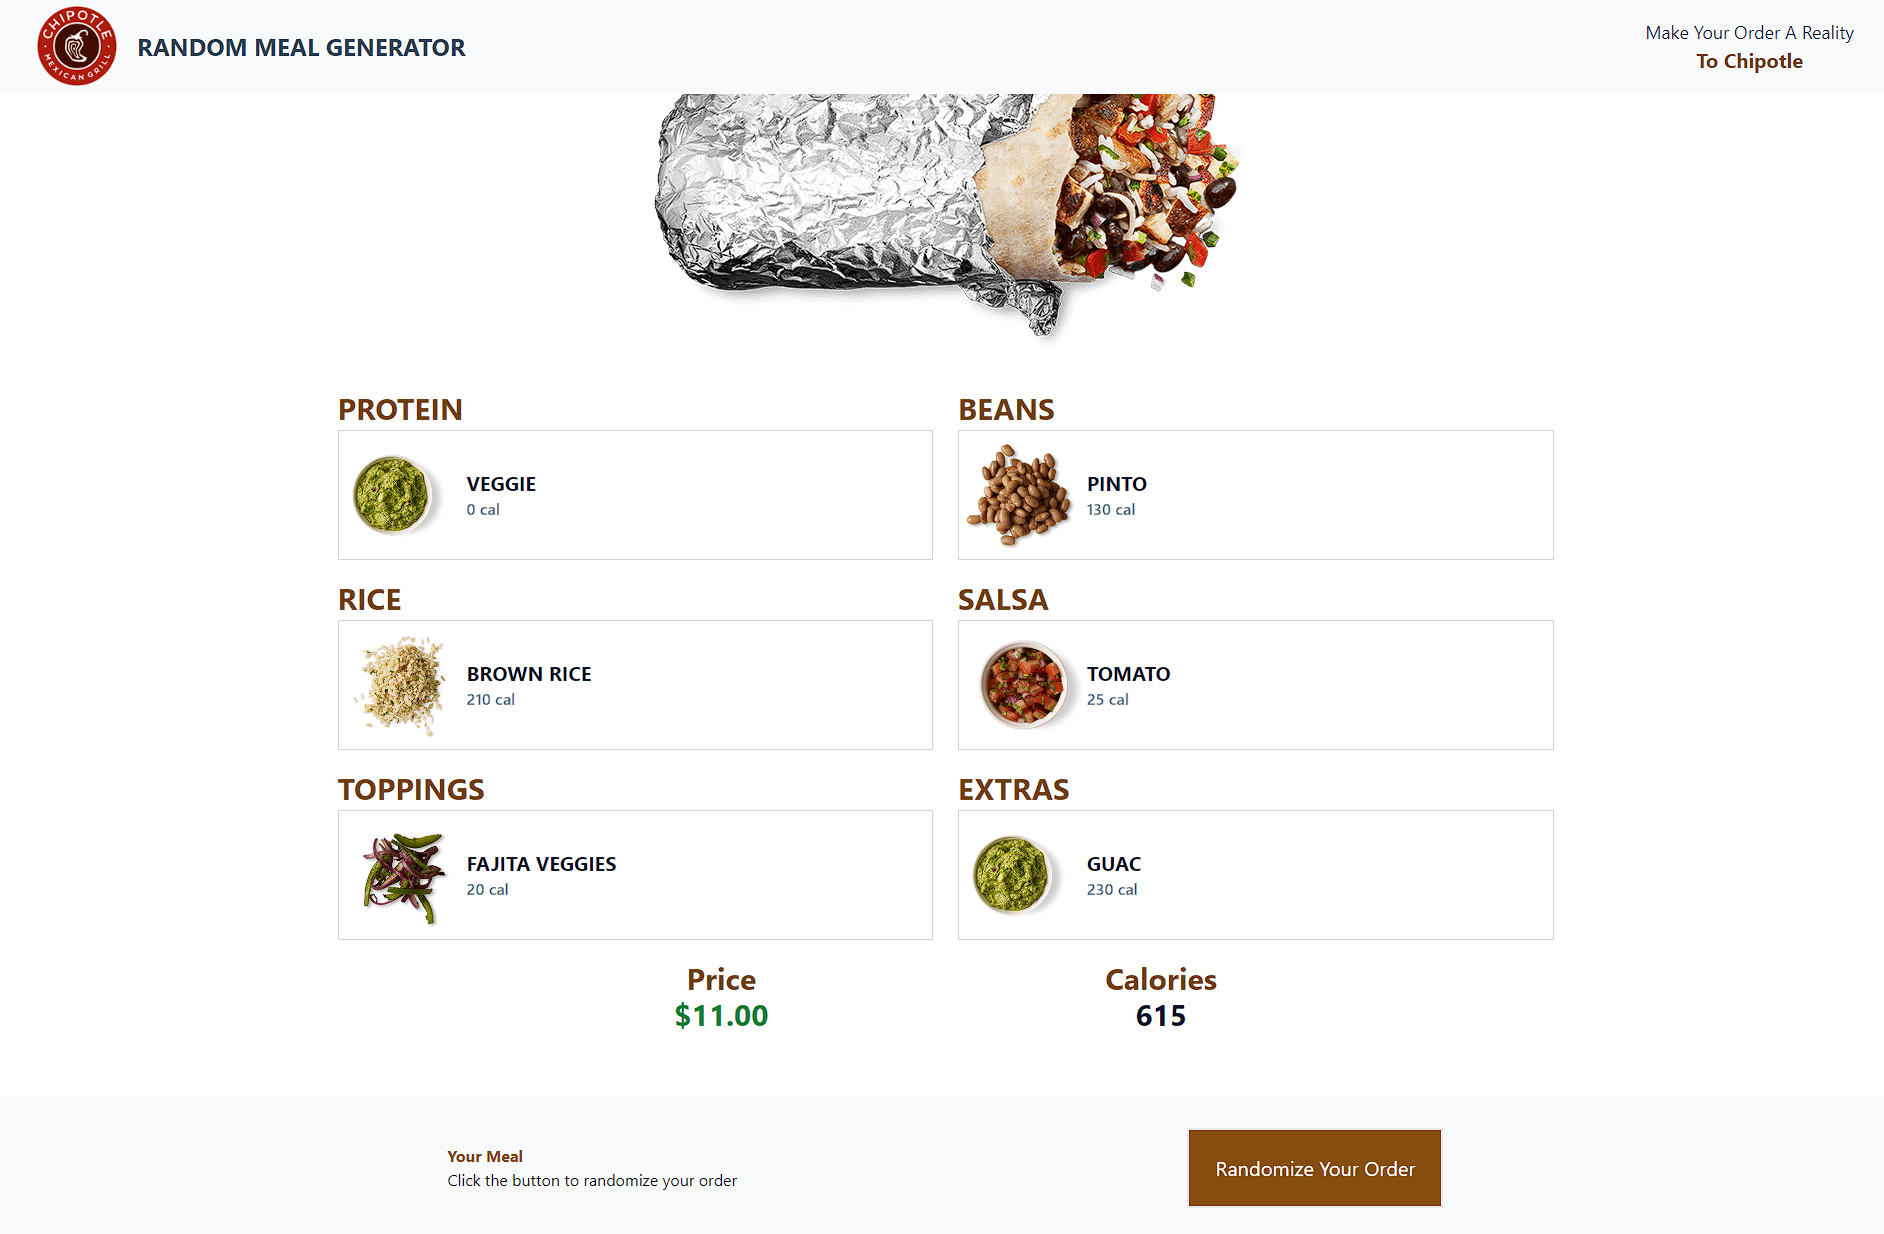 CHIPOTLE
MEXICAN GRILL
RANDOM MEAL GENERATOR
Make Your Order A Reality
To Chipotle
PROTEIN
VEGGIE
0 cal
BEANS
PINTO
130 cal
RICE
BROWN RICE
210 cal
SALSA
TOMATO
25 cal
TOPPINGS
FAJITA VEGGIES
20 cal
EXTRAS
GUAC
230 cal
Price
$11.00
Calories
615
Your Meal
Click the button to randomize your order
Randomize Your Order